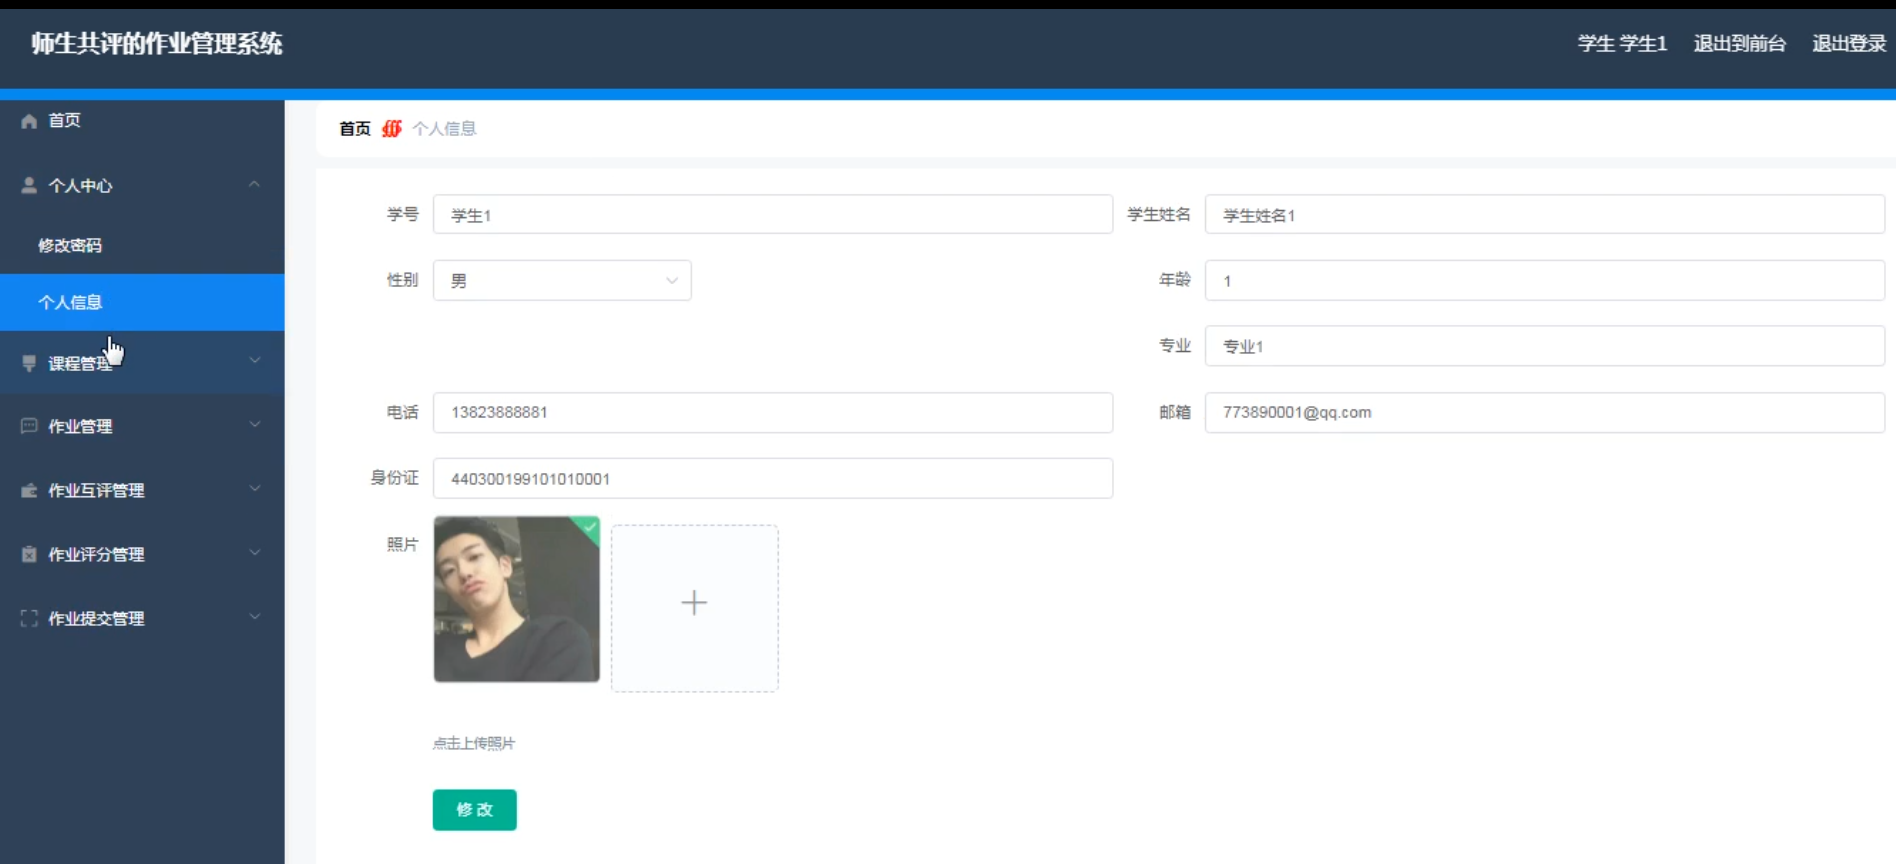 师生共评的作业管理系统
学生 学生1 退出到前台 退出登录
首页
个人中心
修改密码
个人信息
课程管理
作业管理
作业互评管理
作业评分管理
作业提交管理
首页 个人信息
学号 学生1 学生姓名 学生姓名1
性别 男 年龄 1
专业 专业1
电话 13823888881 邮箱 773890001@qq.com
身份证 440300199101010001
照片
点击上传照片
修改